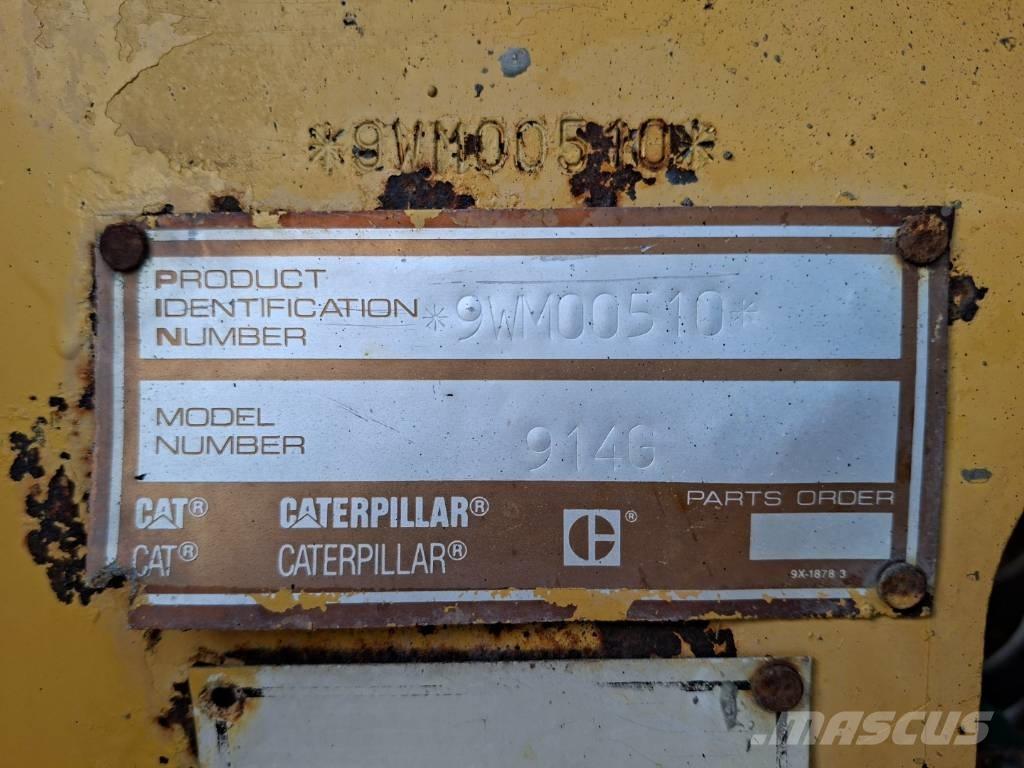 *9WM00510*
PRODUCT
IDENTIFICATION *9WM00510*
NUMBER
MODEL
NUMBER 914G
CAT® CATERPILLAR® ® PARTS ORDER
CAT® CATERPILLAR®
9X-1878 3
MASCUS